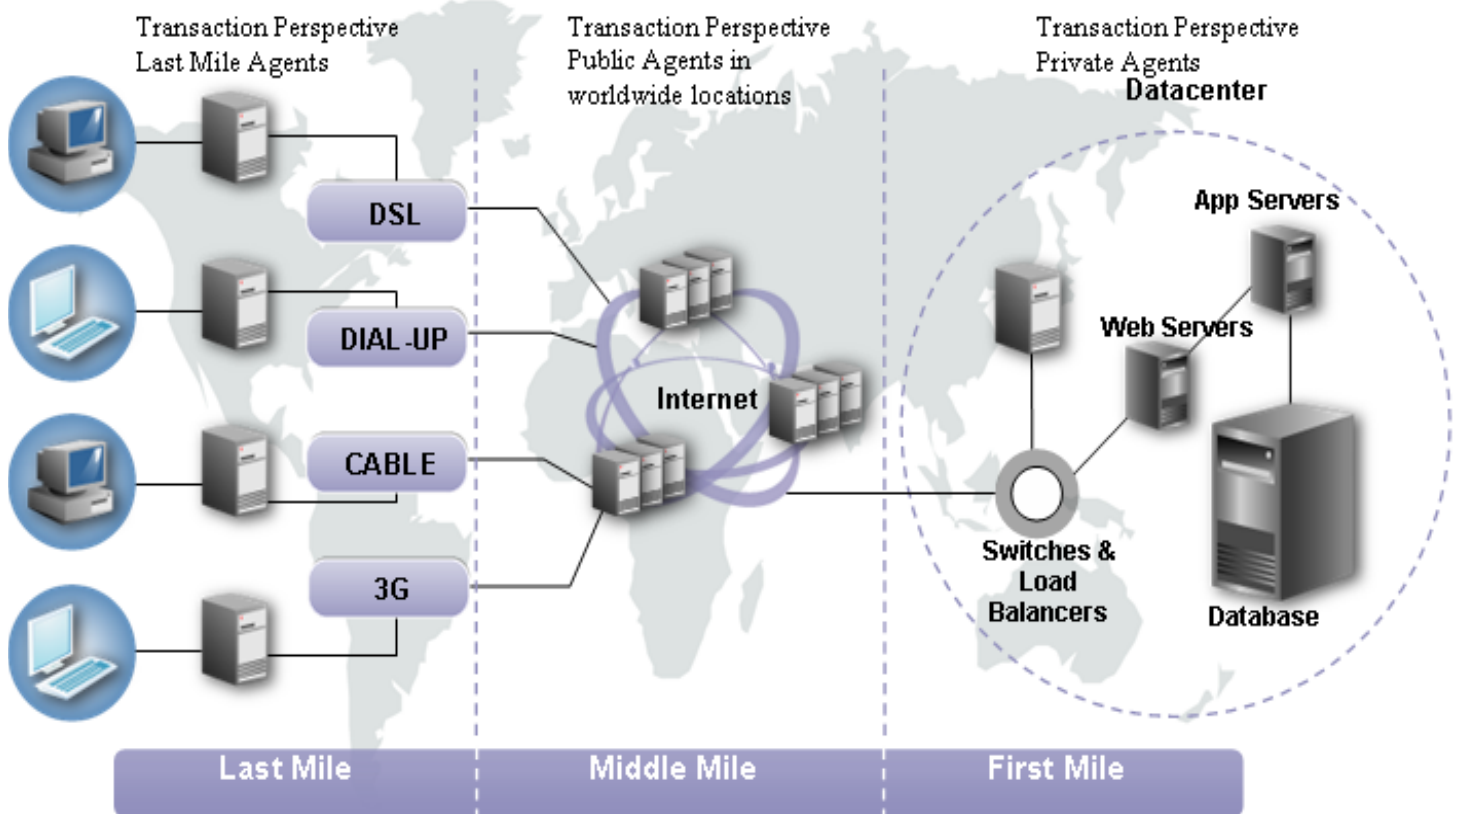 Transaction Perspective
Last Mile Agents
Transaction Perspective
Public Agents in
worldwide locations
Transaction Perspective
Private Agents
Datacenter
DSL
DIAL-UP
CABLE
3G
Internet
App Servers
Web Servers
Switches &
Load
Balancers
Database
Last Mile
Middle Mile
First Mile